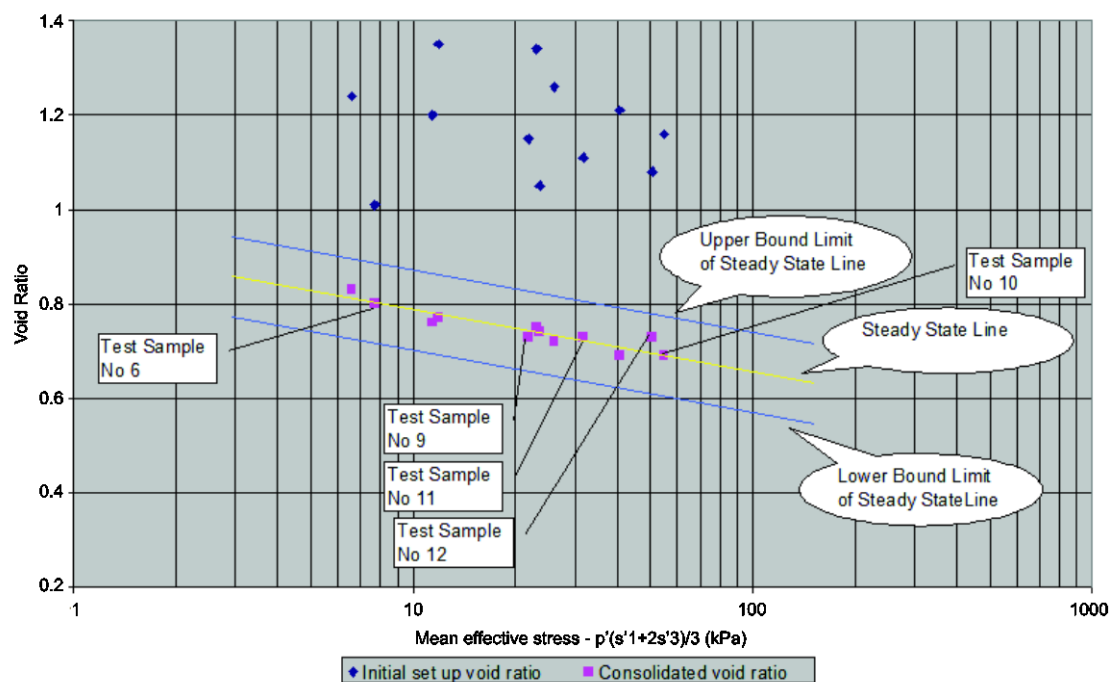 1.4
1.2
1
0.8
0.6
0.4
0.2
Void Ratio
Upper Bound Limit
of Steady State Line
Test Sample
No 10
Steady State Line
Test Sample
No 6
Test Sample
No 9
Test Sample
No 11
Test Sample
No 12
Lower Bound Limit
of Steady StateLine
1
10
100
1000
Mean effective stress - p'(s'1+2s'3)/3 (kPa)
Initial set up void ratio
Consolidated void ratio